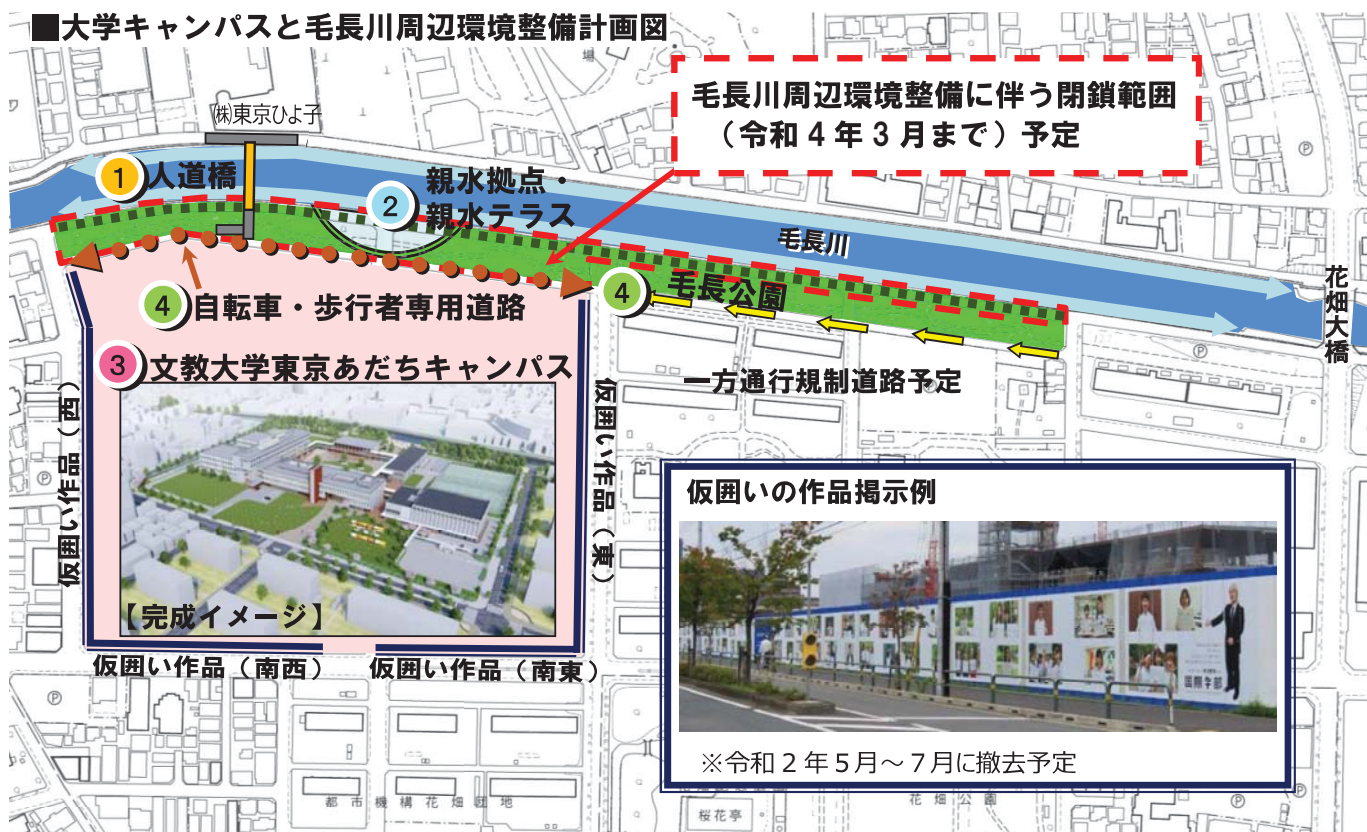 ■大学キャンパスと毛長川周辺環境整備計画図
場
毛長川周辺環境整備に伴う閉鎖範囲
（令和４年３月まで）予定
㈱東京ひよ子
① 人道橋
② 親水拠点・
親水テラス
毛長川
④ 自転車・歩行者専用道路
④ 毛長公園
花畑大橋
③ 文教大学東京あだちキャンパス
一方通行規制道路予定
仮囲い作品（西）
仮囲い作品（東）
【完成イメージ】
仮囲い作品（南西）
仮囲い作品（南東）
仮囲いの作品掲示例
国際学部
※令和２年５月～７月に撤去予定
都市機構花畑団地
桜花亭
花畑公園
Ⓟ
Ⓟ
Ⓟ
Ⓟ
Ⓟ
Ⓟ